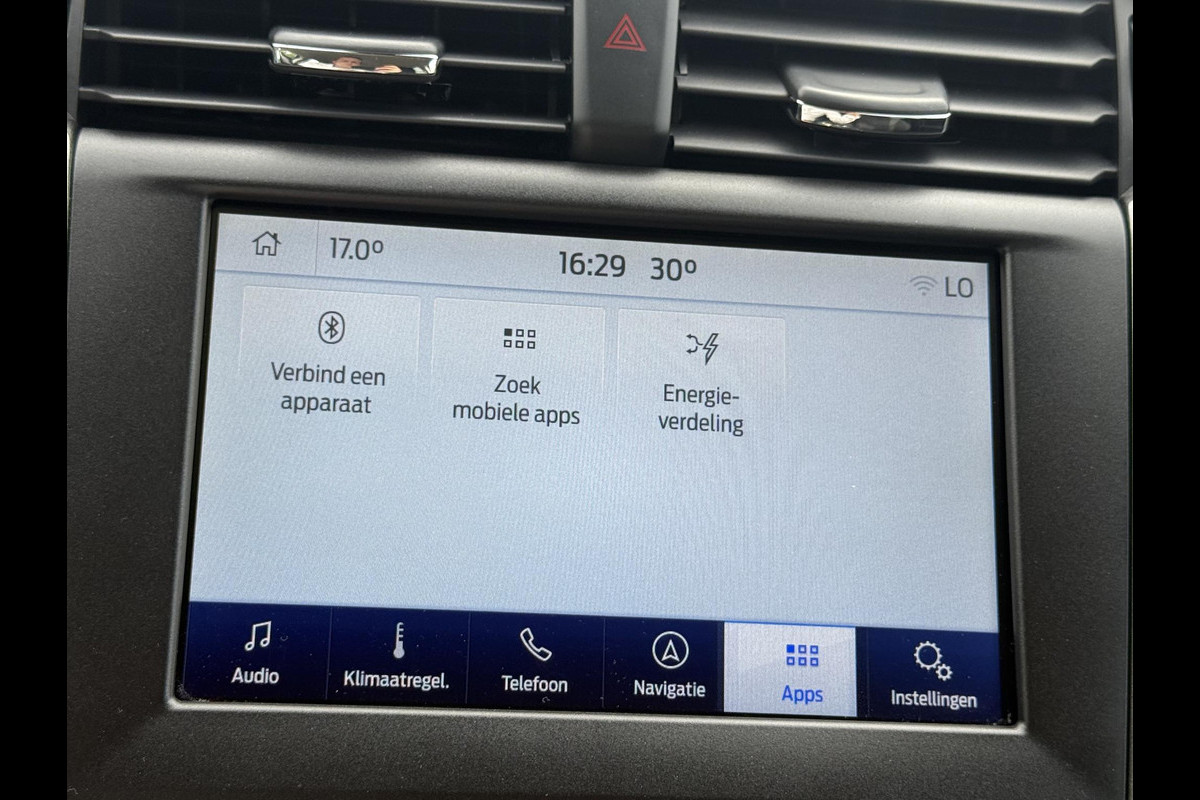 17.0°
16:29 30°
LO
Verbind een
apparaat
Zoek
mobiele apps
Energie-
verdeling
Audio
Klimaatregel.
Telefoon
Navigatie
Apps
Instellingen